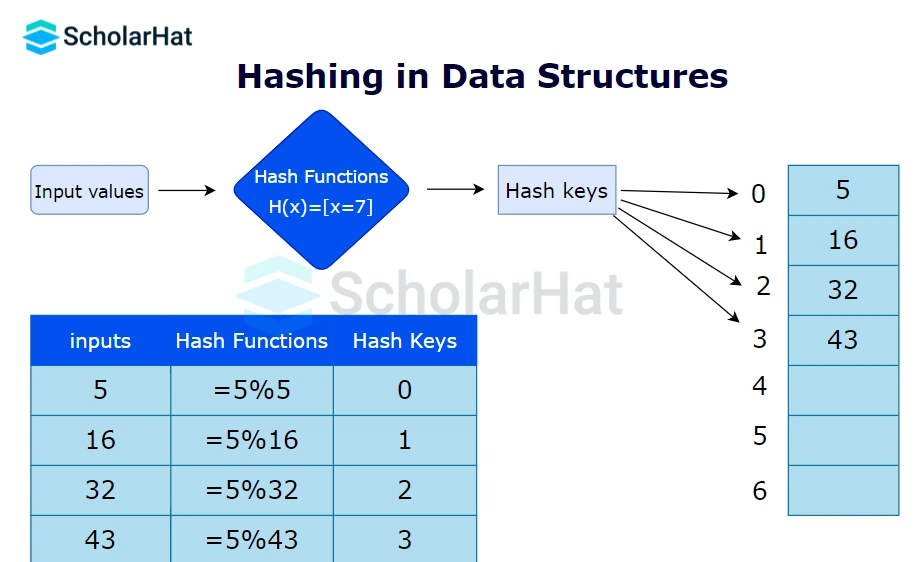 ScholarHat
Hashing in Data Structures
Input values
Hash Functions
H(x)=[x=7]
Hash keys
0 5
1 16
2 32
3 43
4
5
6
ScholarHat
inputs Hash Functions Hash Keys
5 =5%5 0
16 =5%16 1
32 =5%32 2
43 =5%43 3